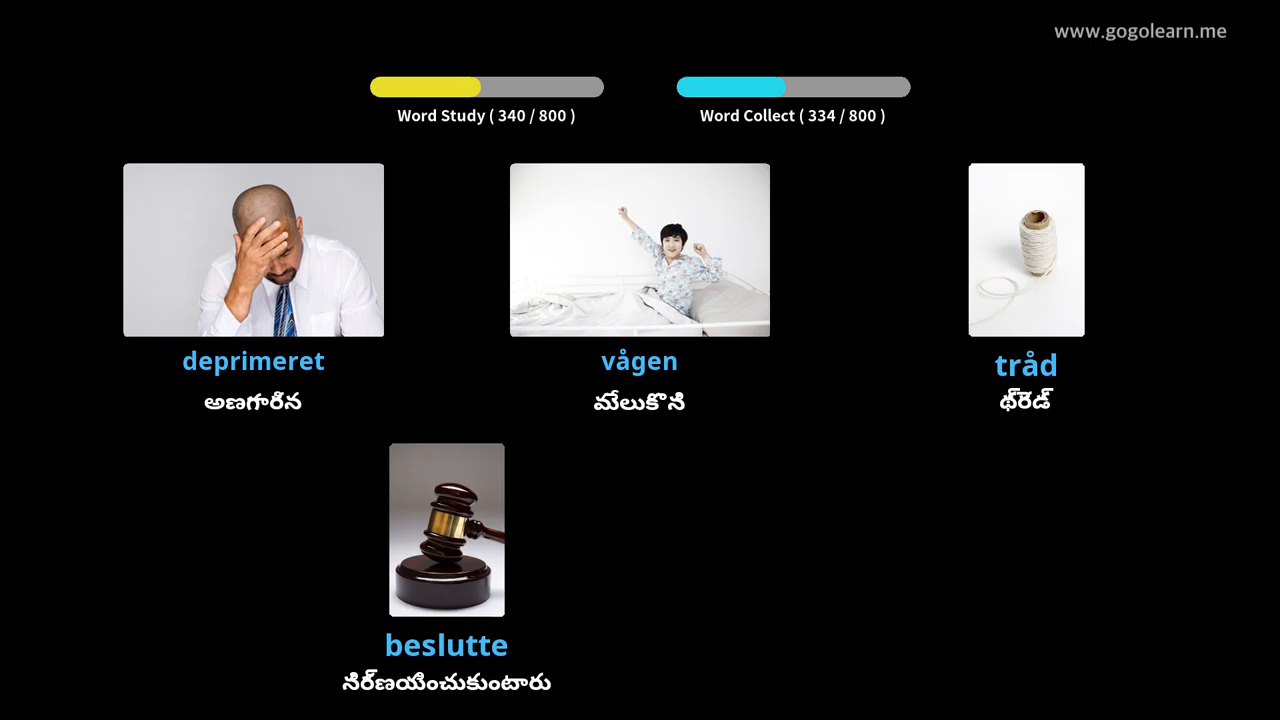 www.gogolearn.me
Word Study ( 340 / 800 )
Word Collect ( 334 / 800 )
deprimeret
అణగారిన
vågen
మేలుకొని
tråd
థ్రెడ్
beslutte
నిర్ణయించుకుంటారు